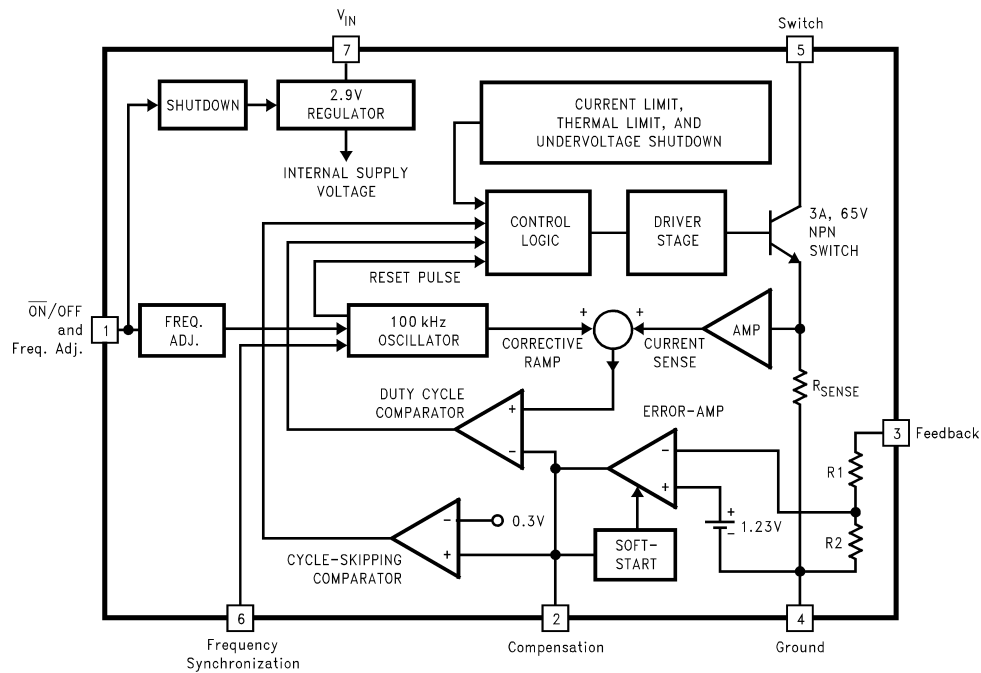 V_IN
Switch
7
5
SHUTDOWN
2.9V
REGULATOR
CURRENT LIMIT,
THERMAL LIMIT, AND
UNDERVOLTAGE SHUTDOWN
INTERNAL SUPPLY
VOLTAGE
CONTROL
LOGIC
DRIVER
STAGE
3A, 65V
NPN
SWITCH
RESET PULSE
O̅N̅/OFF
and
Freq. Adj.
1
FREQ.
ADJ.
100 kHz
OSCILLATOR
+
+
CORRECTIVE
RAMP
CURRENT
SENSE
AMP
R_SENSE
DUTY CYCLE
COMPARATOR
+
−
ERROR-AMP
−
+
3
Feedback
R1
R2
+
−
1.23V
−
+
0.3V
CYCLE-SKIPPING
COMPARATOR
SOFT-
START
6
2
4
Frequency
Synchronization
Compensation
Ground